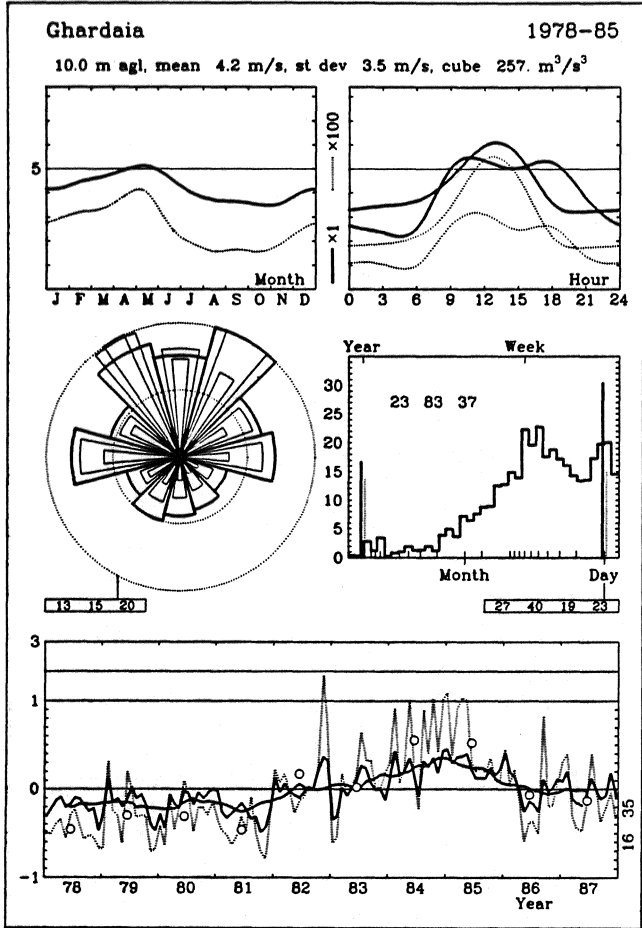 Ghardaia 1978-85
10.0 m agl, mean 4.2 m/s, st dev 3.5 m/s, cube 257. m³/s³
5
×1 ×100
Month
Hour
J F M A M J J A S O N D
0 3 6 9 12 15 18 21 24
Year Week
30
25
20
15
10
5
0
23 83 37
Month Day
13 15 20
27 40 19 23
3
1
0
-1
16 35
78 79 80 81 82 83 84 85 86 87
Year